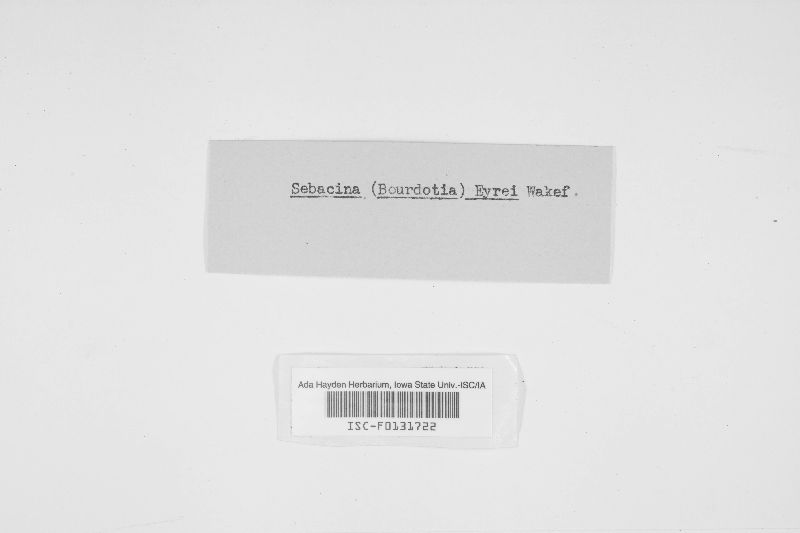 Sebacina (Bourdotia) Eyrei Wakef.
Ada Hayden Herbarium, Iowa State Univ.-ISC/IA
ISC-F0131722